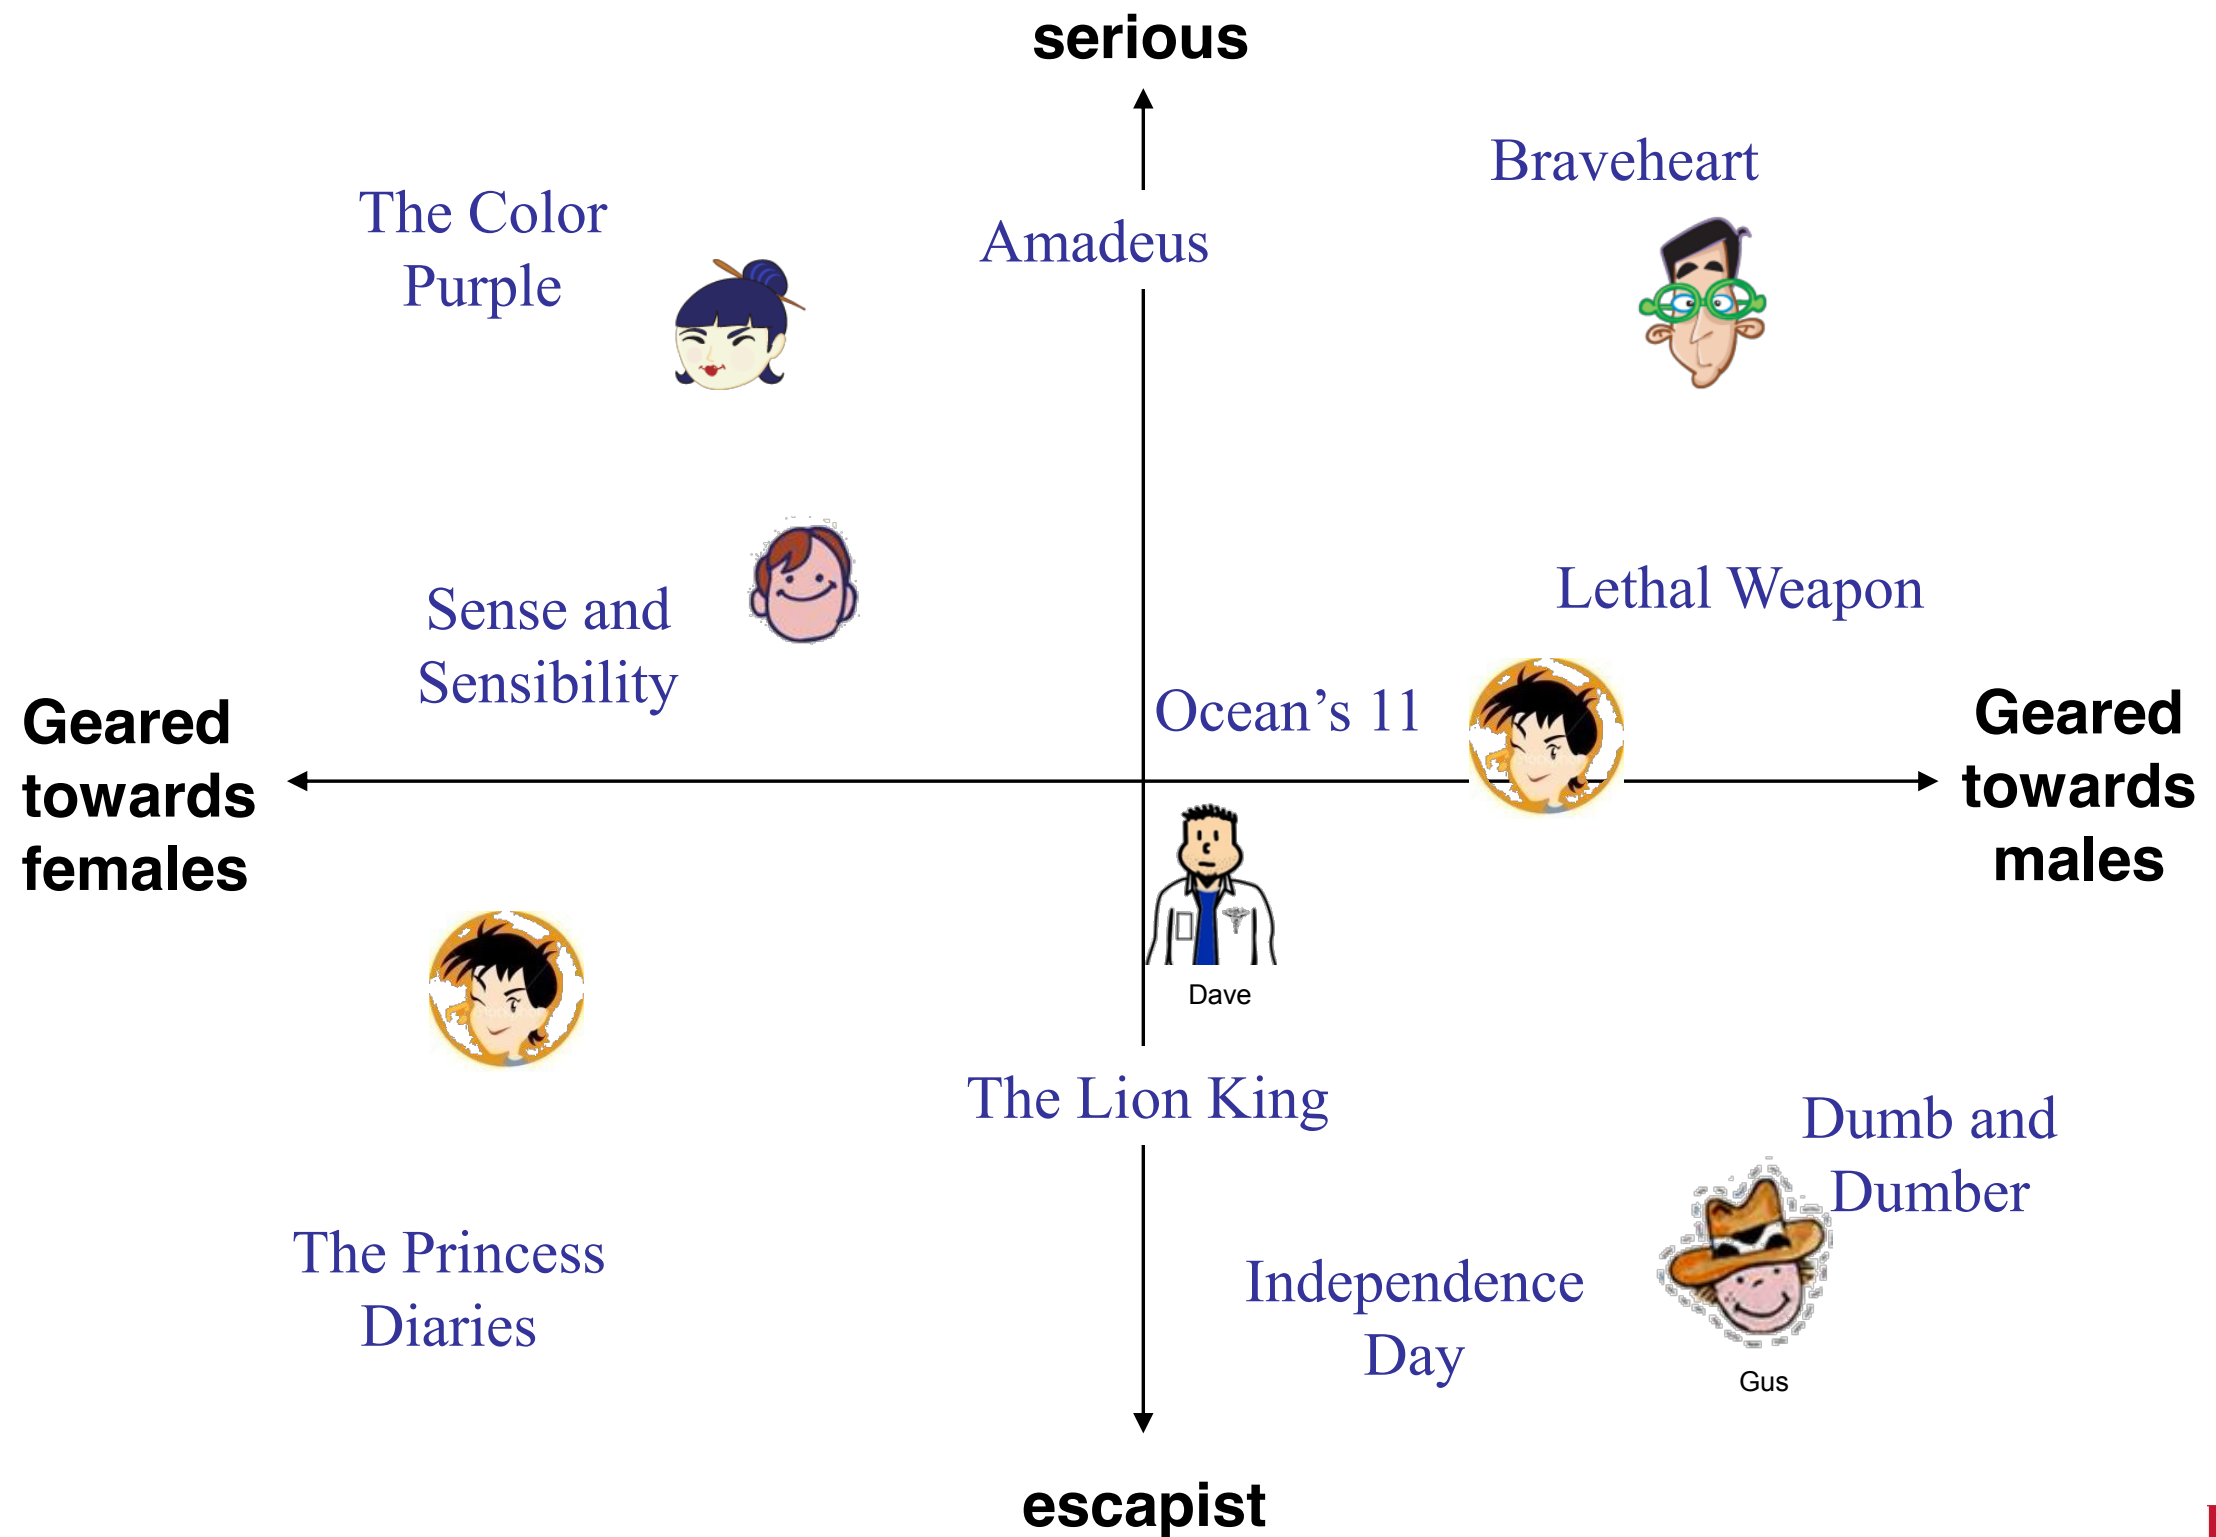 serious
Braveheart
The Color
Purple
Amadeus
Lethal Weapon
Sense and
Sensibility
Ocean’s 11
Geared
towards
females
Geared
towards
males
Dave
The Lion King
Dumb and
Dumber
The Princess
Diaries
Independence
Day
Gus
escapist